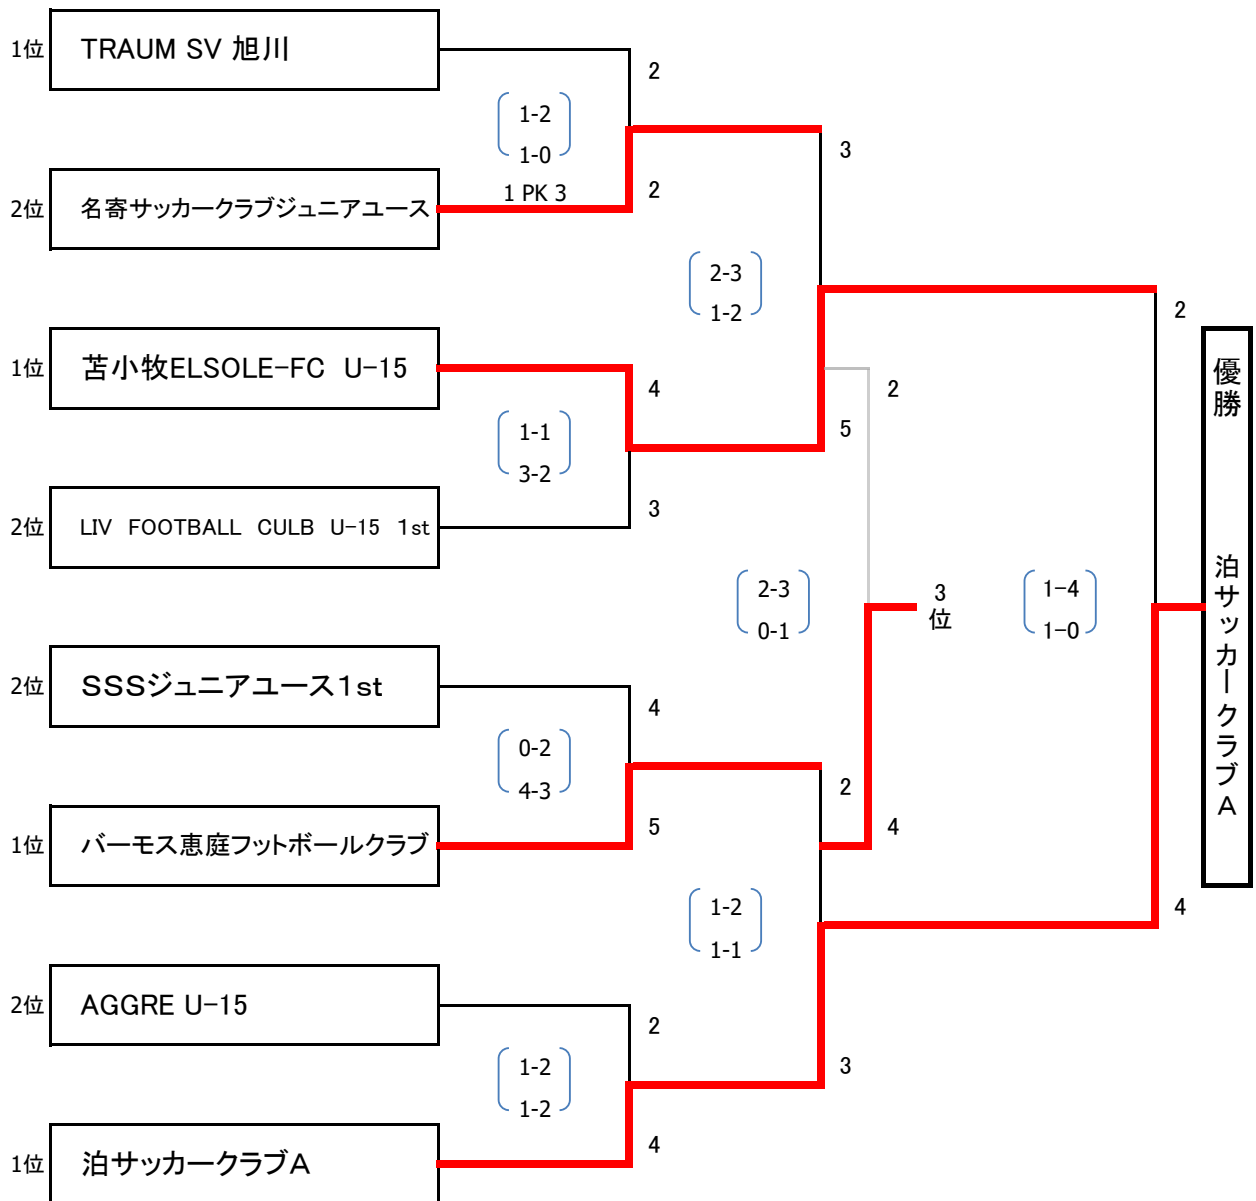 1位
TRAUM SV 旭川
2
1-2
1-0
1 PK 3
3
2位
名寄サッカークラブジュニアユース
2
2-3
1-2
2
1位
苫小牧ELSOLE-FC U-15
4
2
5
1-1
3-2
2位
LIV FOOTBALL CULB U-15 1st
3
2-3
0-1
3
位
1-4
1-0
優勝 泊サッカークラブA
2位
SSSジュニアユース1st
4
0-2
4-3
2
4
1位
バーモス恵庭フットボールクラブ
5
1-2
1-1
4
2位
AGGRE U-15
2
1-2
1-2
3
1位
泊サッカークラブA
4